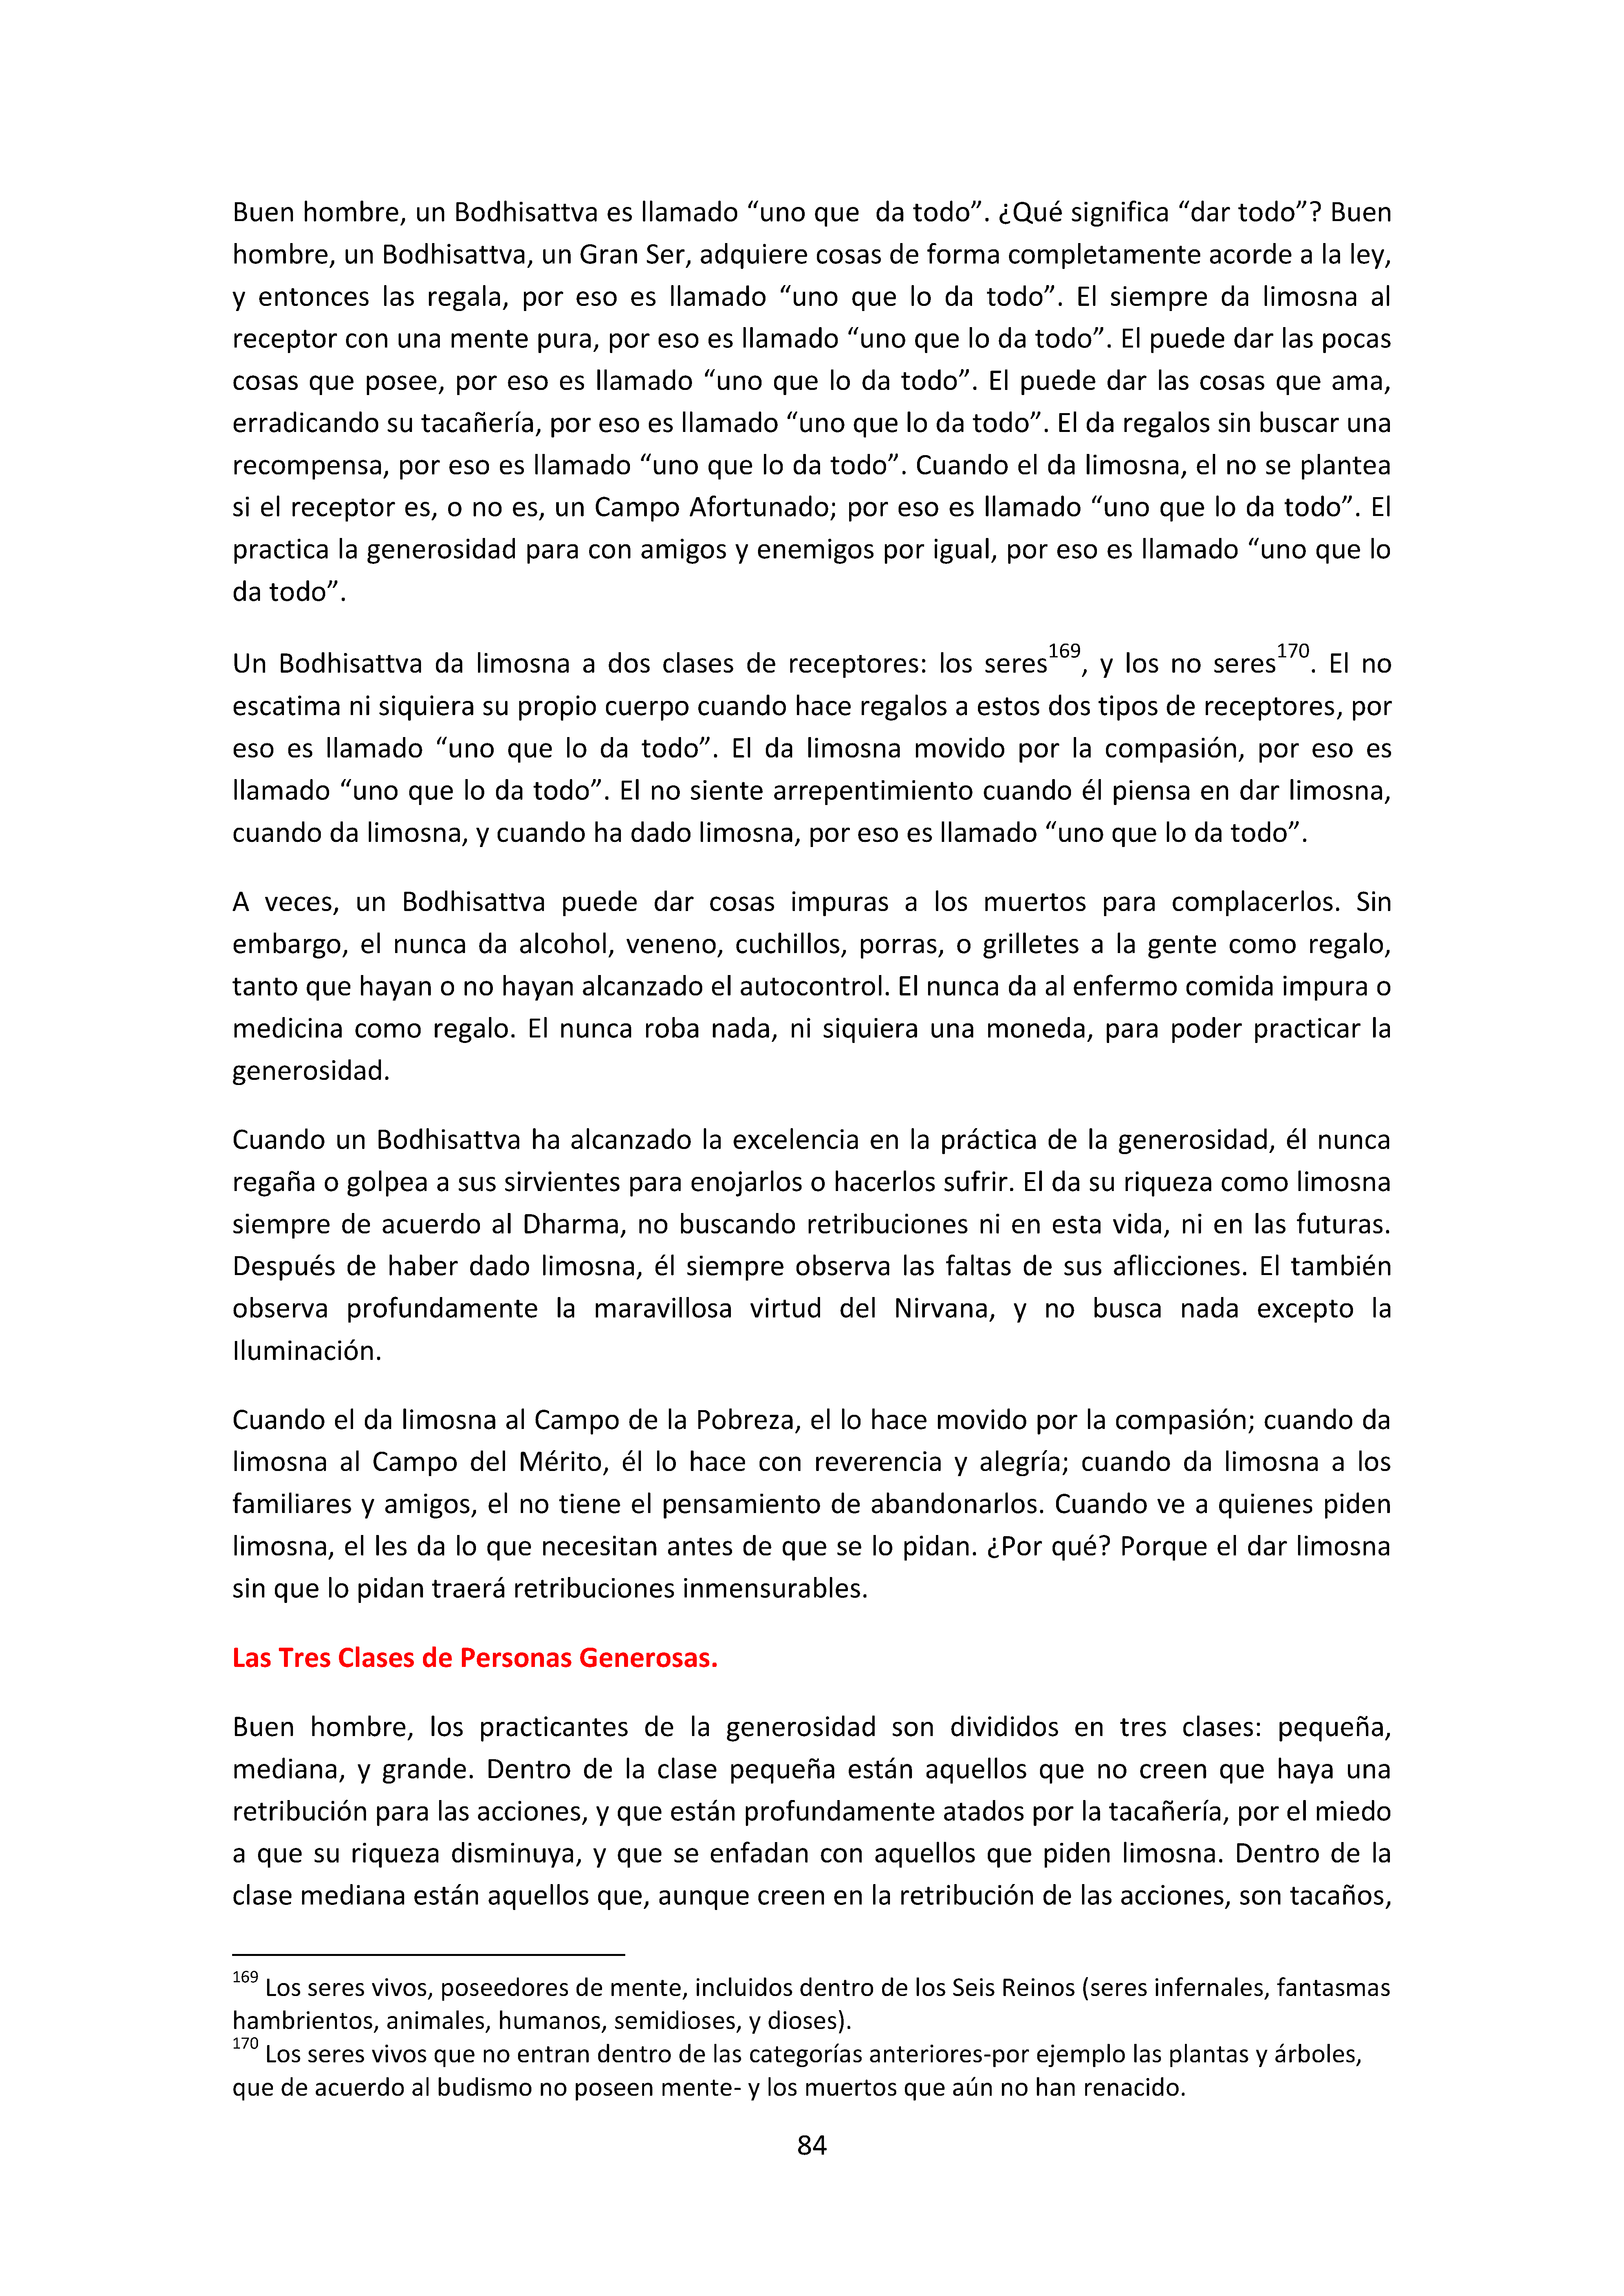 Buen hombre, un Bodhisattva es llamado “uno que  da todo”. ¿Qué significa “dar todo”? Buen
hombre, un Bodhisattva, un Gran Ser, adquiere cosas de forma completamente acorde a la ley,
y entonces las regala, por eso es llamado “uno que lo da todo”. El siempre da limosna al
receptor con una mente pura, por eso es llamado “uno que lo da todo”. El puede dar las pocas
cosas que posee, por eso es llamado “uno que lo da todo”. El puede dar las cosas que ama,
erradicando su tacañería, por eso es llamado “uno que lo da todo”. El da regalos sin buscar una
recompensa, por eso es llamado “uno que lo da todo”. Cuando el da limosna, el no se plantea
si el receptor es, o no es, un Campo Afortunado; por eso es llamado “uno que lo da todo”. El
practica la generosidad para con amigos y enemigos por igual, por eso es llamado “uno que lo
da todo”.
Un Bodhisattva da limosna a dos clases de receptores: los seres169, y los no seres170. El no
escatima ni siquiera su propio cuerpo cuando hace regalos a estos dos tipos de receptores, por
eso es llamado “uno que lo da todo”. El da limosna movido por la compasión, por eso es
llamado “uno que lo da todo”. El no siente arrepentimiento cuando él piensa en dar limosna,
cuando da limosna, y cuando ha dado limosna, por eso es llamado “uno que lo da todo”.
A veces, un Bodhisattva puede dar cosas impuras a los muertos para complacerlos. Sin
embargo, el nunca da alcohol, veneno, cuchillos, porras, o grilletes a la gente como regalo,
tanto que hayan o no hayan alcanzado el autocontrol. El nunca da al enfermo comida impura o
medicina como regalo. El nunca roba nada, ni siquiera una moneda, para poder practicar la
generosidad.
Cuando un Bodhisattva ha alcanzado la excelencia en la práctica de la generosidad, él nunca
regaña o golpea a sus sirvientes para enojarlos o hacerlos sufrir. El da su riqueza como limosna
siempre de acuerdo al Dharma, no buscando retribuciones ni en esta vida, ni en las futuras.
Después de haber dado limosna, él siempre observa las faltas de sus aflicciones. El también
observa profundamente la maravillosa virtud del Nirvana, y no busca nada excepto la
Iluminación.
Cuando el da limosna al Campo de la Pobreza, el lo hace movido por la compasión; cuando da
limosna al Campo del Mérito, él lo hace con reverencia y alegría; cuando da limosna a los
familiares y amigos, el no tiene el pensamiento de abandonarlos. Cuando ve a quienes piden
limosna, el les da lo que necesitan antes de que se lo pidan. ¿Por qué? Porque el dar limosna
sin que lo pidan traerá retribuciones inmensurables.
Las Tres Clases de Personas Generosas.
Buen hombre, los practicantes de la generosidad son divididos en tres clases: pequeña,
mediana, y grande. Dentro de la clase pequeña están aquellos que no creen que haya una
retribución para las acciones, y que están profundamente atados por la tacañería, por el miedo
a que su riqueza disminuya, y que se enfadan con aquellos que piden limosna. Dentro de la
clase mediana están aquellos que, aunque creen en la retribución de las acciones, son tacaños,
169 Los seres vivos, poseedores de mente, incluidos dentro de los Seis Reinos (seres infernales, fantasmas
hambrientos, animales, humanos, semidioses, y dioses).
170 Los seres vivos que no entran dentro de las categorías anteriores-por ejemplo las plantas y árboles,
que de acuerdo al budismo no poseen mente- y los muertos que aún no han renacido.
84